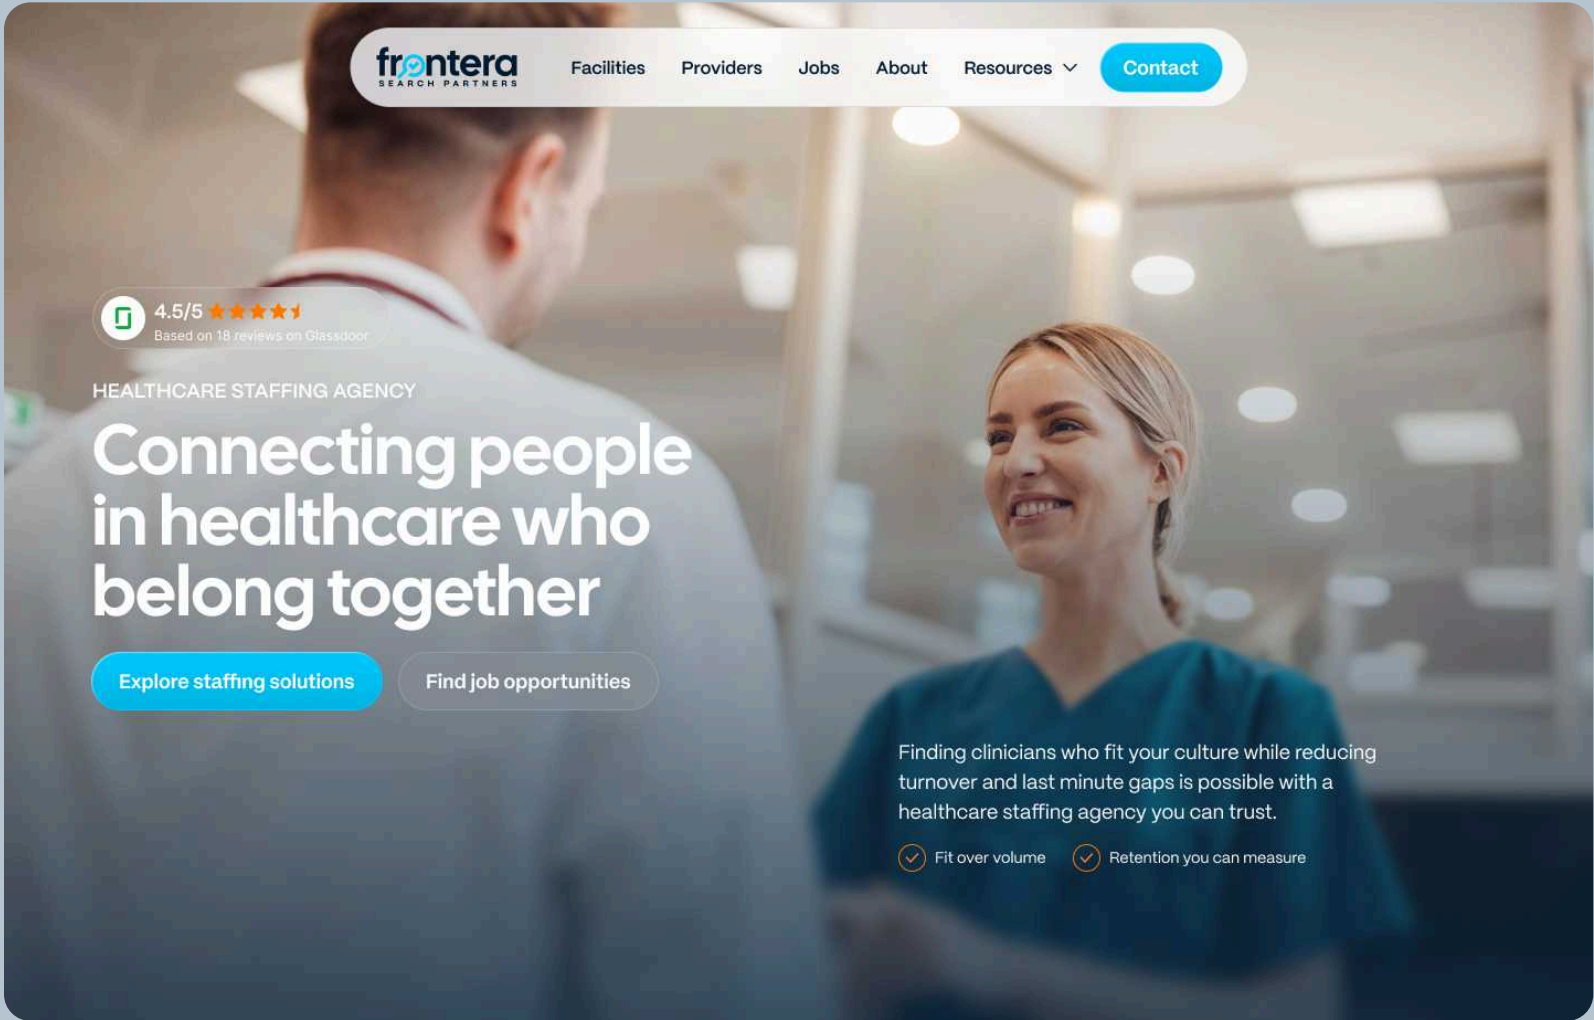 frontera
SEARCH PARTNERS
Facilities
Providers
Jobs
About
Resources
Contact
4.5/5
Based on 18 reviews on Glassdoor
HEALTHCARE STAFFING AGENCY
Connecting people
in healthcare who
belong together
Explore staffing solutions
Find job opportunities
Finding clinicians who fit your culture while reducing
turnover and last minute gaps is possible with a
healthcare staffing agency you can trust.
Fit over volume
Retention you can measure